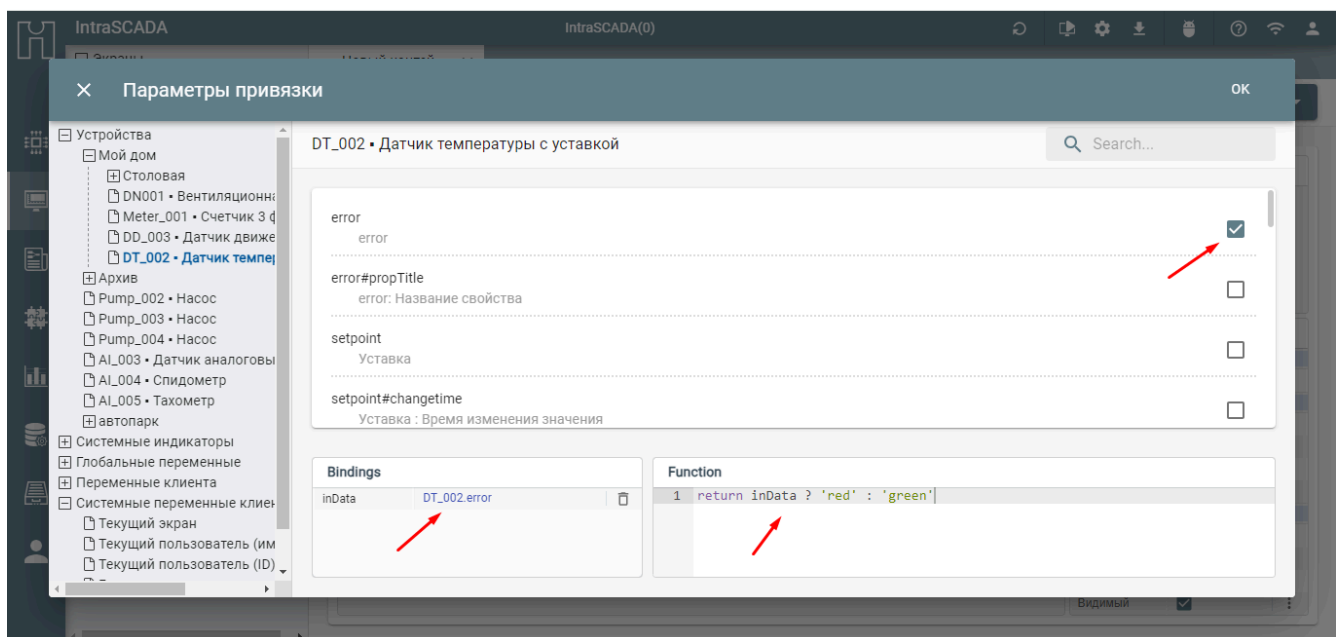 IntraSCADA
IntraSCADA(0)
Параметры привязки
OK
Устройства
Мой дом
Столовая
DN001 • Вентиляционна
Meter_001 • Счетчик 3 ф
DD_003 • Датчик движе
DT_002 • Датчик темпер
Архив
Pump_002 • Насос
Pump_003 • Насос
Pump_004 • Насос
AI_003 • Датчик аналоговы
AI_004 • Спидометр
AI_005 • Тахометр
автопарк
Системные индикаторы
Глобальные переменные
Переменные клиента
Системные переменные клиен
Текущий экран
Текущий пользователь (им
Текущий пользователь (ID)
DT_002 • Датчик температуры с уставкой
Search...
error
error
error#propTitle
error: Название свойства
setpoint
Уставка
setpoint#changetime
Уставка : Время изменения значения
Bindings
inData DT_002.error
Function
1 return inData ? 'red' : 'green'
Видимый